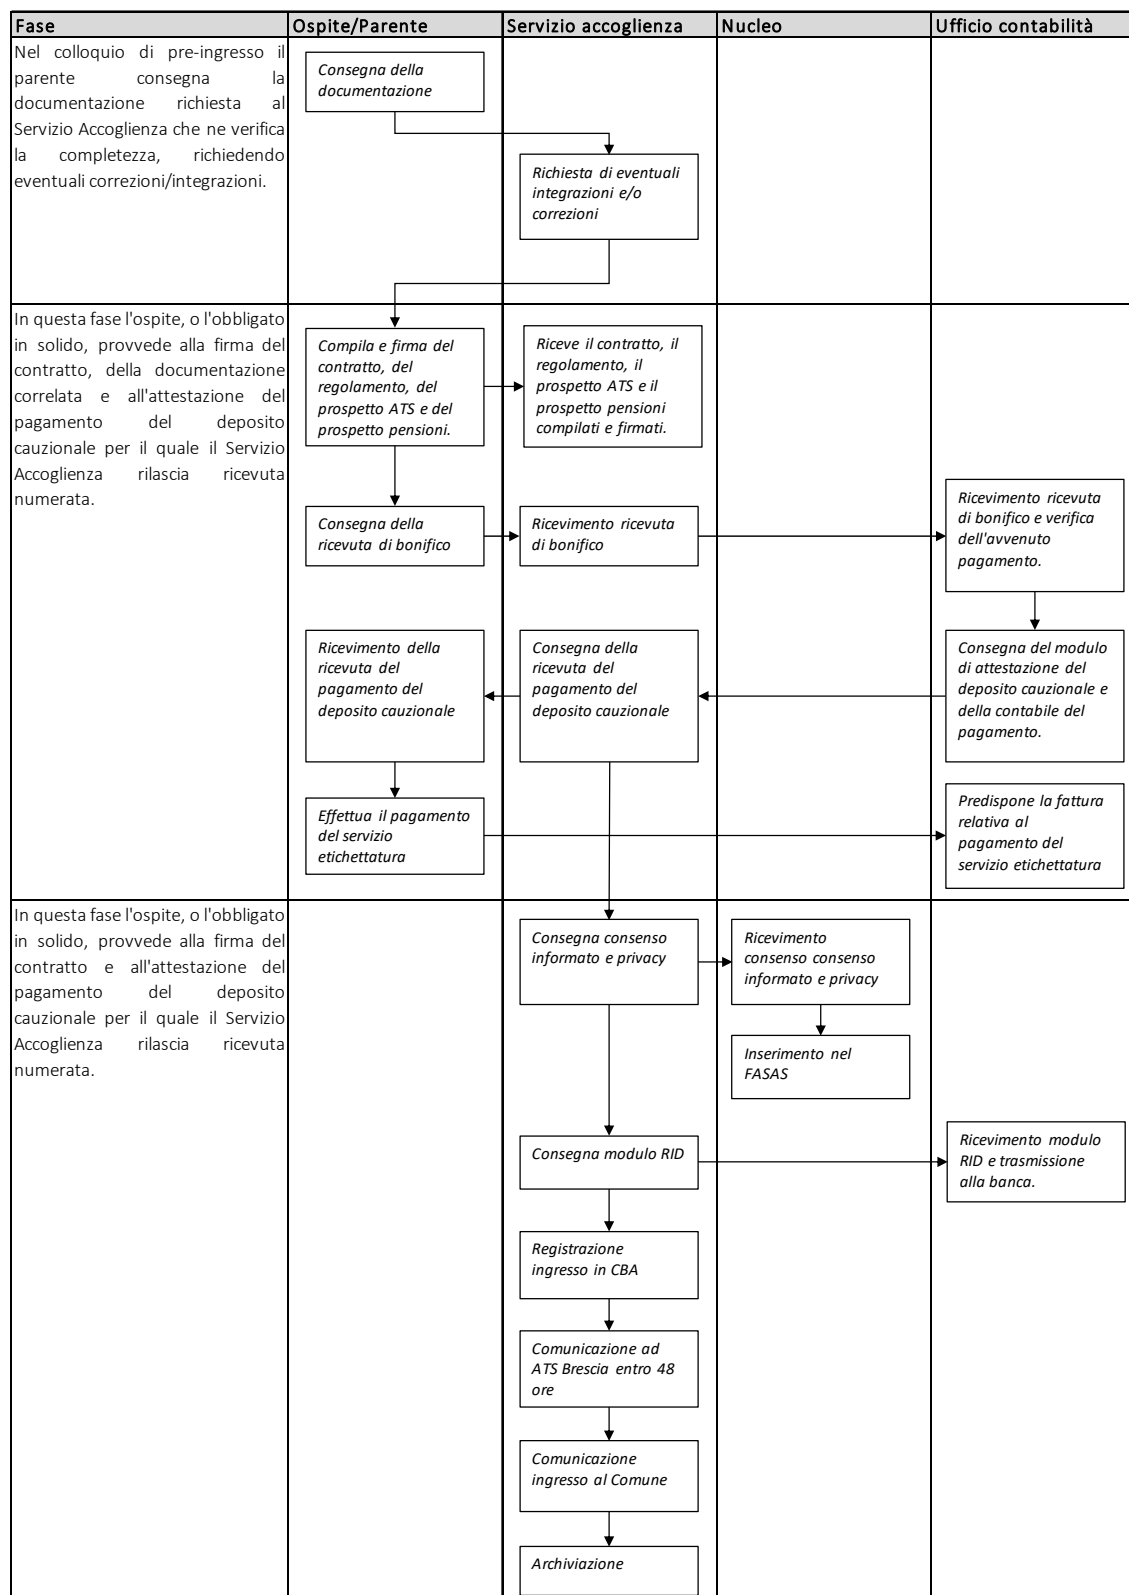 Fase
Ospite/Parente
Servizio accoglienza
Nucleo
Ufficio contabilità
Nel colloquio di pre-ingresso il
parente consegna la
documentazione richiesta al
Servizio Accoglienza che ne verifica
la completezza, richiedendo
eventuali correzioni/integrazioni.
Consegna della
documentazione
Richiesta di eventuali
integrazioni e/o
correzioni
In questa fase l'ospite, o l'obbligato
in solido, provvede alla firma del
contratto, della documentazione
correlata e all'attestazione del
pagamento del deposito
cauzionale per il quale il Servizio
Accoglienza rilascia ricevuta
numerata.
Compila e firma del
contratto, del
regolamento, del
prospetto ATS e del
prospetto pensioni.
Riceve il contratto, il
regolamento, il
prospetto ATS e il
prospetto pensioni
compilati e firmati.
Consegna della
ricevuta di bonifico
Ricevimento ricevuta
di bonifico
Ricevimento ricevuta
di bonifico e verifica
dell'avvenuto
pagamento.
Ricevimento della
ricevuta del
pagamento del
deposito cauzionale
Consegna della
ricevuta del
pagamento del
deposito cauzionale
Consegna del modulo
di attestazione del
deposito cauzionale e
della contabile del
pagamento.
Effettua il pagamento
del servizio
etichettatura
Predispone la fattura
relativa al
pagamento del
servizio etichettatura
In questa fase l'ospite, o l'obbligato
in solido, provvede alla firma del
contratto e all'attestazione del
pagamento del deposito
cauzionale per il quale il Servizio
Accoglienza rilascia ricevuta
numerata.
Consegna consenso
informato e privacy
Ricevimento
consenso consenso
informato e privacy
Inserimento nel
FASAS
Consegna modulo RID
Ricevimento modulo
RID e trasmissione
alla banca.
Registrazione
ingresso in CBA
Comunicazione ad
ATS Brescia entro 48
ore
Comunicazione
ingresso al Comune
Archiviazione